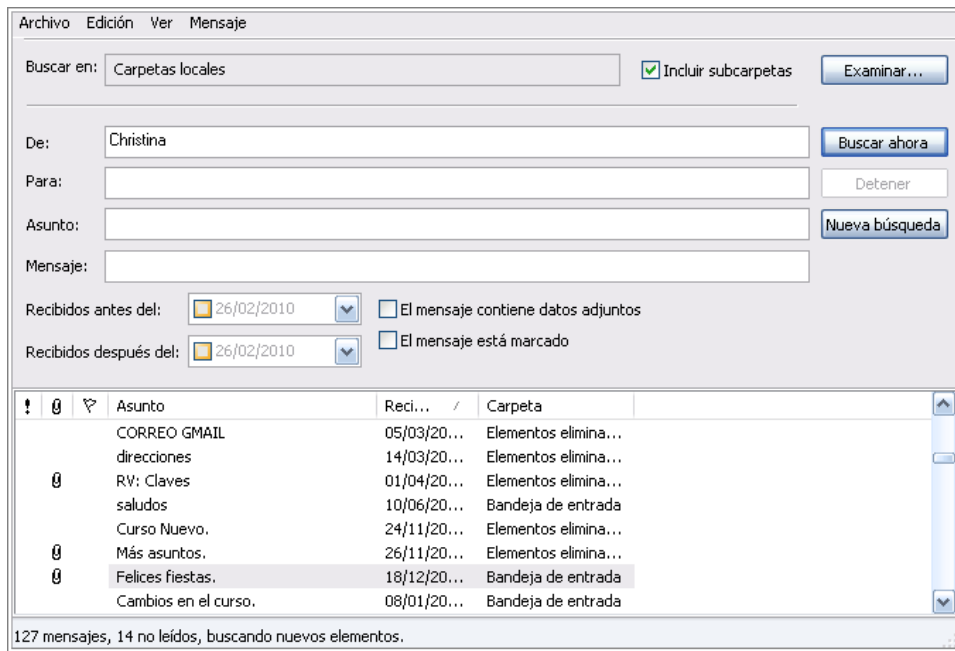 Archivo Edición Ver Mensaje
Buscar en: Carpetas locales Incluir subcarpetas Examinar...
De: Christina Buscar ahora
Para: Detener
Asunto: Nueva búsqueda
Mensaje:
Recibidos antes del: 26/02/2010 El mensaje contiene datos adjuntos
El mensaje está marcado
Recibidos después del: 26/02/2010
! Asunto Reci... / Carpeta
CORREO GMAIL 05/03/20... Elementos elimina...
direcciones 14/03/20... Elementos elimina...
RV: Claves 01/04/20... Elementos elimina...
saludos 10/06/20... Bandeja de entrada
Curso Nuevo. 24/11/20... Elementos elimina...
Más asuntos. 26/11/20... Elementos elimina...
Felices fiestas. 18/12/20... Bandeja de entrada
Cambios en el curso. 08/01/20... Bandeja de entrada
127 mensajes, 14 no leídos, buscando nuevos elementos.